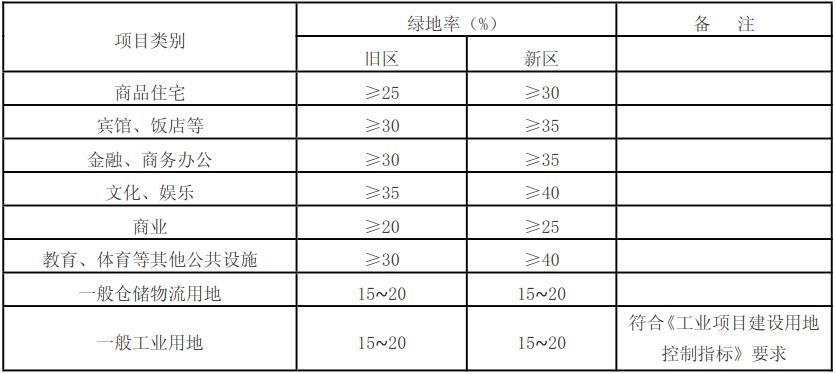 项目类别 绿地率（%） 备 注
旧区 新区
商品住宅 ≥25 ≥30
宾馆、饭店等 ≥30 ≥35
金融、商务办公 ≥30 ≥35
文化、娱乐 ≥35 ≥40
商业 ≥20 ≥25
教育、体育等其他公共设施 ≥30 ≥40
一般仓储物流用地 15~20 15~20
一般工业用地 15~20 15~20 符合《工业项目建设用地
控制指标》要求